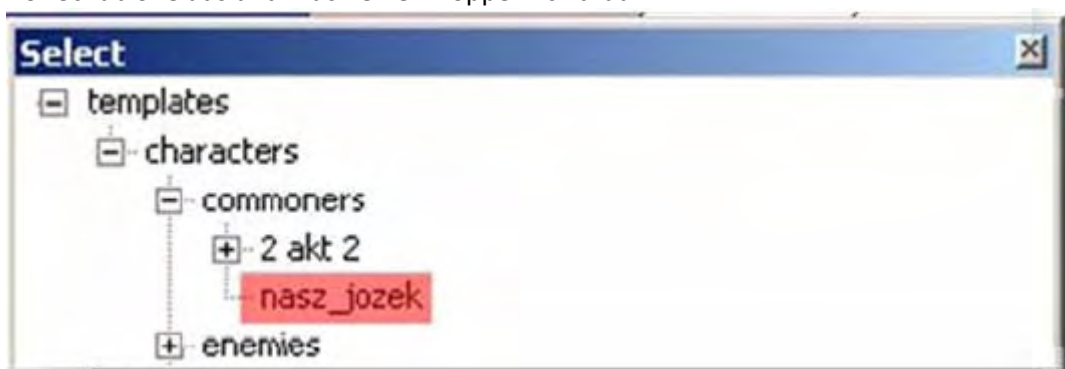 Select
templates
characters
commoners
2 akt 2
nasz_jozek
enemies